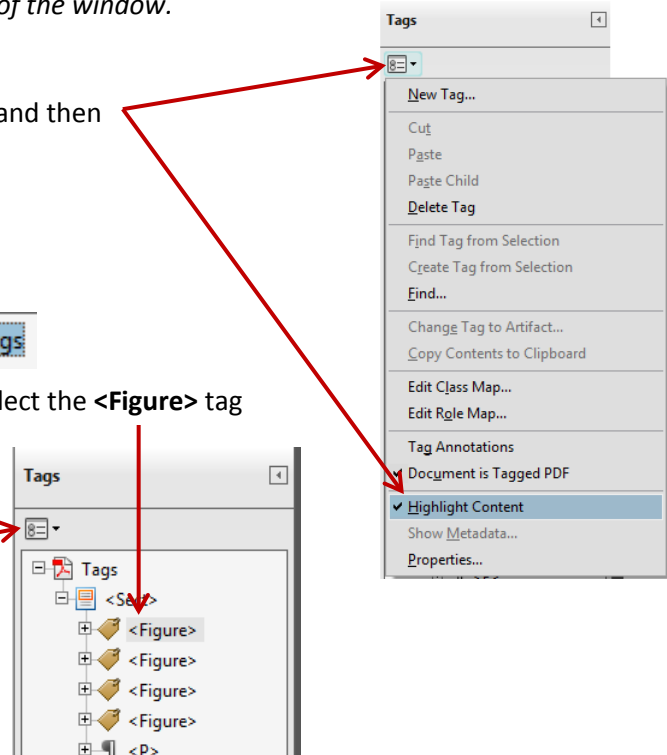 of the window.
and then
gs
lect the <Figure> tag
Tags
Tags
<Sect>
<Figure>
<Figure>
<Figure>
<Figure>
<P>
Tags
New Tag...
Cut
Paste
Paste Child
Delete Tag
Find Tag from Selection
Create Tag from Selection
Find...
Change Tag to Artifact...
Copy Contents to Clipboard
Edit Class Map...
Edit Role Map...
Tag Annotations
Document is Tagged PDF
Highlight Content
Show Metadata...
Properties...